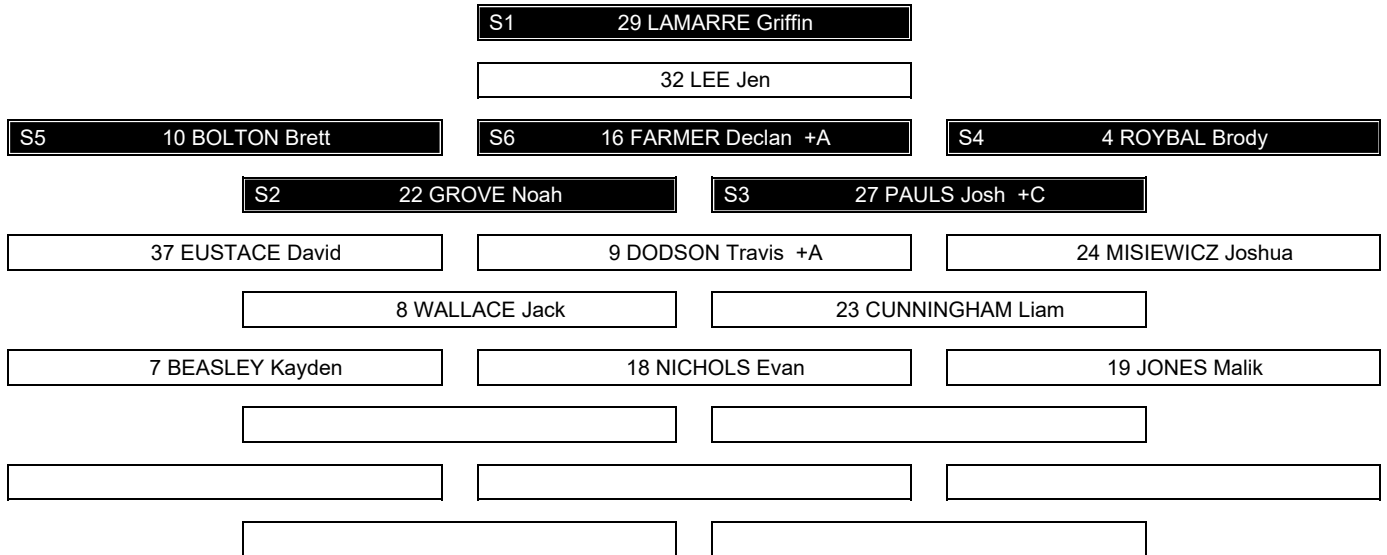 S1 29 LAMARRE Griffin
32 LEE Jen
S5 10 BOLTON Brett S6 16 FARMER Declan +A S4 4 ROYBAL Brody
S2 22 GROVE Noah S3 27 PAULS Josh +C
37 EUSTACE David 9 DODSON Travis +A 24 MISIEWICZ Joshua
8 WALLACE Jack 23 CUNNINGHAM Liam
7 BEASLEY Kayden 18 NICHOLS Evan 19 JONES Malik